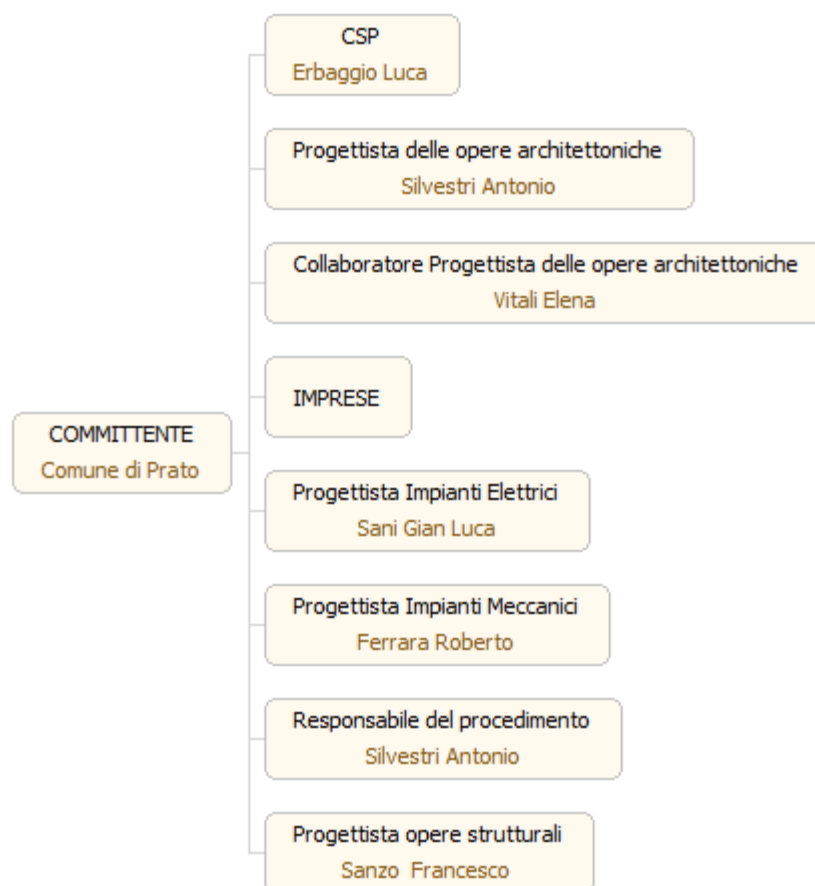 CSP
Erbaggio Luca
Progettista delle opere architettoniche
Silvestri Antonio
Collaboratore Progettista delle opere architettoniche
Vitali Elena
IMPRESE
COMMITTENTE
Comune di Prato
Progettista Impianti Elettrici
Sani Gian Luca
Progettista Impianti Meccanici
Ferrara Roberto
Responsabile del procedimento
Silvestri Antonio
Progettista opere strutturali
Sanzo  Francesco